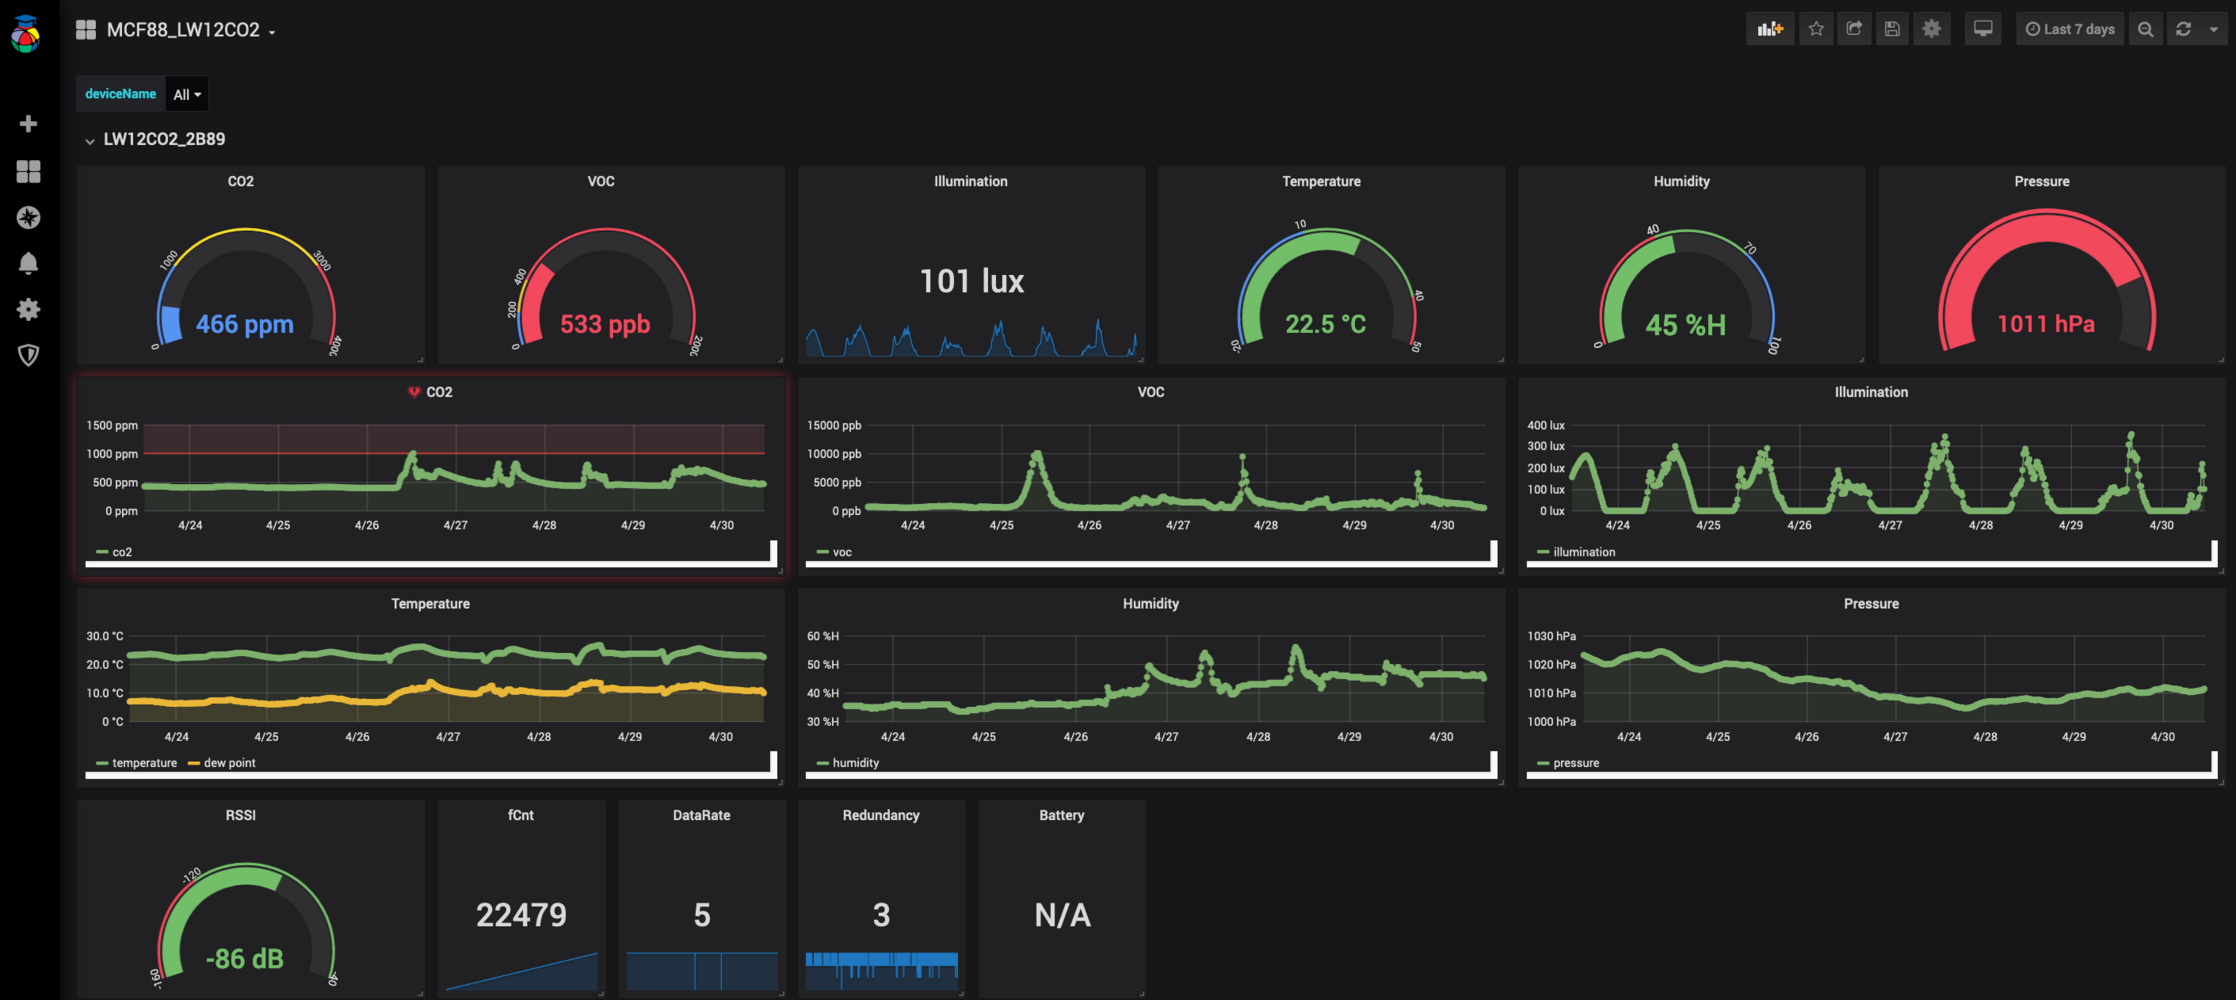 MCF88_LW12CO2
Last 7 days
deviceName All
LW12CO2_2B89
CO2
0
1000
3000
4000
466 ppm
VOC
0
200
400
2000
533 ppb
Illumination
101 lux
Temperature
-20
10
40
50
22.5 °C
Humidity
0
40
70
100
45 %H
Pressure
1011 hPa
CO2
1500 ppm
1000 ppm
500 ppm
0 ppm
4/24 4/25 4/26 4/27 4/28 4/29 4/30
co2
VOC
15000 ppb
10000 ppb
5000 ppb
0 ppb
4/24 4/25 4/26 4/27 4/28 4/29 4/30
voc
Illumination
400 lux
300 lux
200 lux
100 lux
0 lux
4/24 4/25 4/26 4/27 4/28 4/29 4/30
illumination
Temperature
30.0 °C
20.0 °C
10.0 °C
0 °C
4/24 4/25 4/26 4/27 4/28 4/29 4/30
temperature dew point
Humidity
60 %H
50 %H
40 %H
30 %H
4/24 4/25 4/26 4/27 4/28 4/29 4/30
humidity
Pressure
1030 hPa
1020 hPa
1010 hPa
1000 hPa
4/24 4/25 4/26 4/27 4/28 4/29 4/30
pressure
RSSI
-160
-120
-40
-86 dB
fCnt
22479
DataRate
5
Redundancy
3
Battery
N/A